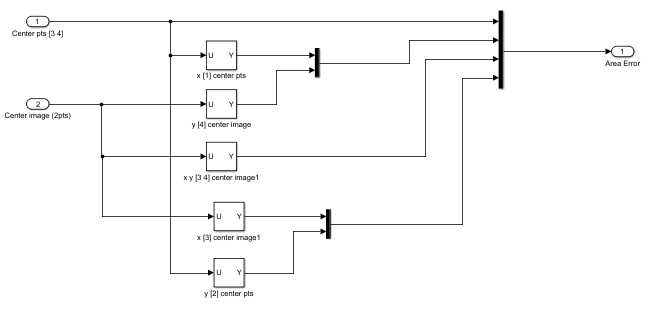 1
Center pts [3 4]
U Y
x [1] center pts
2
Center image (2pts)
U Y
y [4] center image
U Y
x y [3 4] center image1
U Y
x [3] center image1
U Y
y [2] center pts
1
Area Error